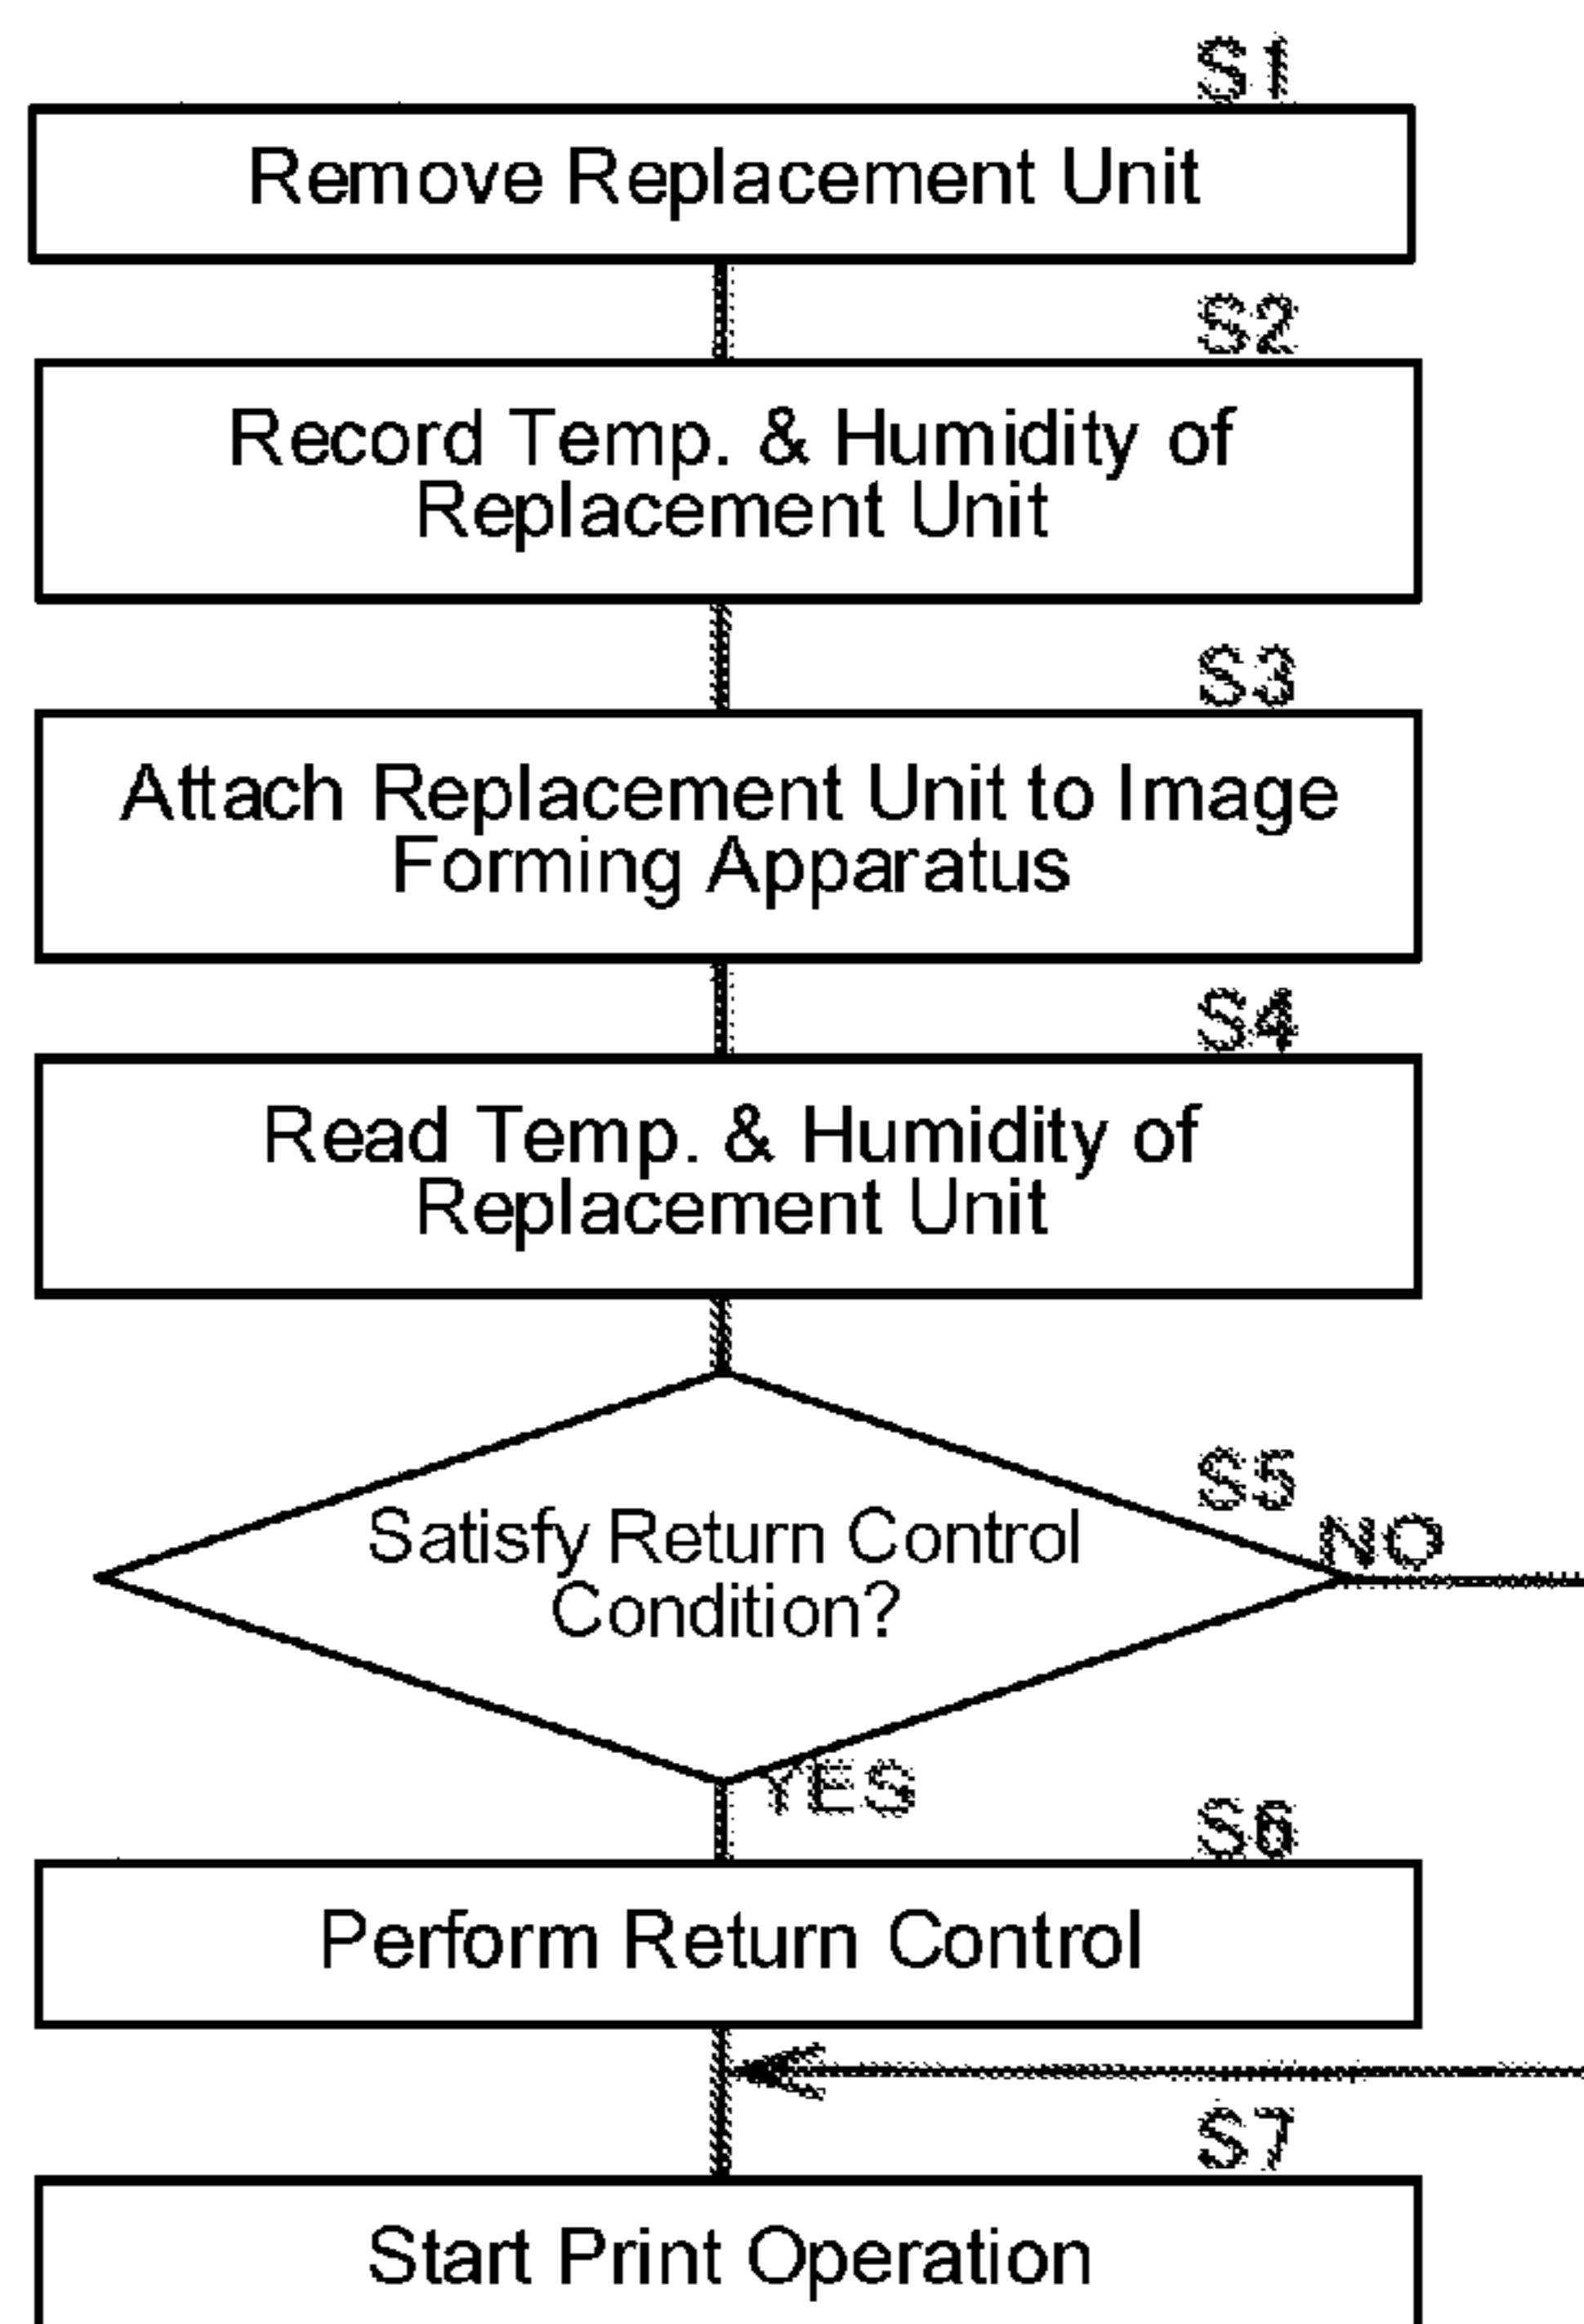 S1
Remove Replacement Unit
S2
Record Temp. & Humidity of
Replacement Unit
S3
Attach Replacement Unit to Image
Forming Apparatus
S4
Read Temp. & Humidity of
Replacement Unit
S5
Satisfy Return Control
Condition?
NO
YES
S6
Perform Return Control
S7
Start Print Operation